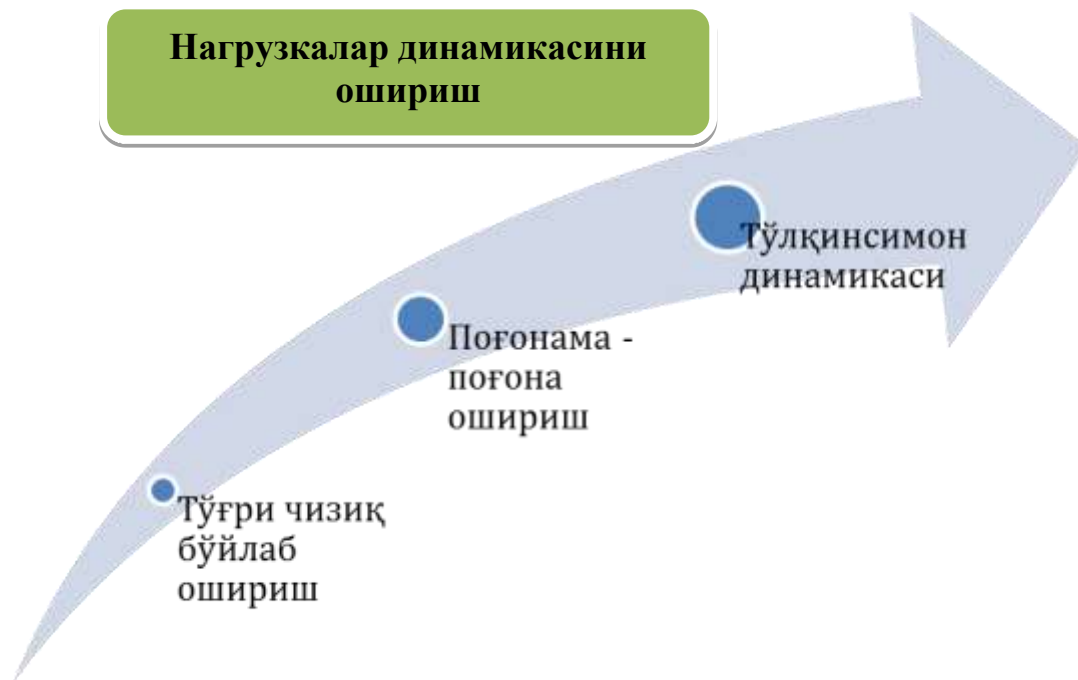 Нагрузкалар динамикасини
ошириш
Тўлқинсимон
динамикаси
Поғонама -
поғона
ошириш
Тўғри чизиқ
бўйлаб
ошириш